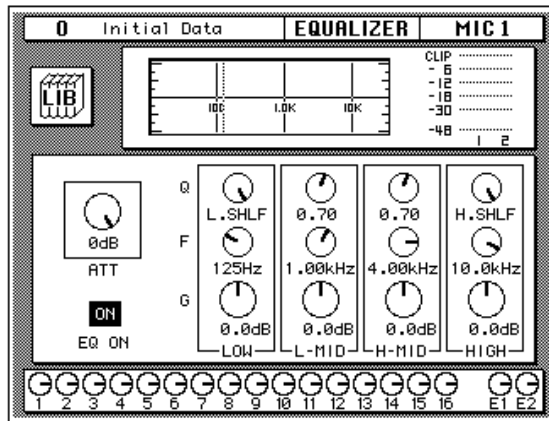 0 Initial Data EQUALIZER MIC 1
CLIP
- 6
-12
-18
-30
-48
1 2
LIB
100 1.0K 10K
Q
L.SHLF 0.70 0.70 H.SHLF
0dB
F
ATT
125Hz 1.00kHz 4.00kHz 10.0kHz
ON
G
EQ ON
0.0dB 0.0dB 0.0dB 0.0dB
LOW L-MID H-MID HIGH
1 2 3 4 5 6 7 8 9 10 11 12 13 14 15 16 E1 E2